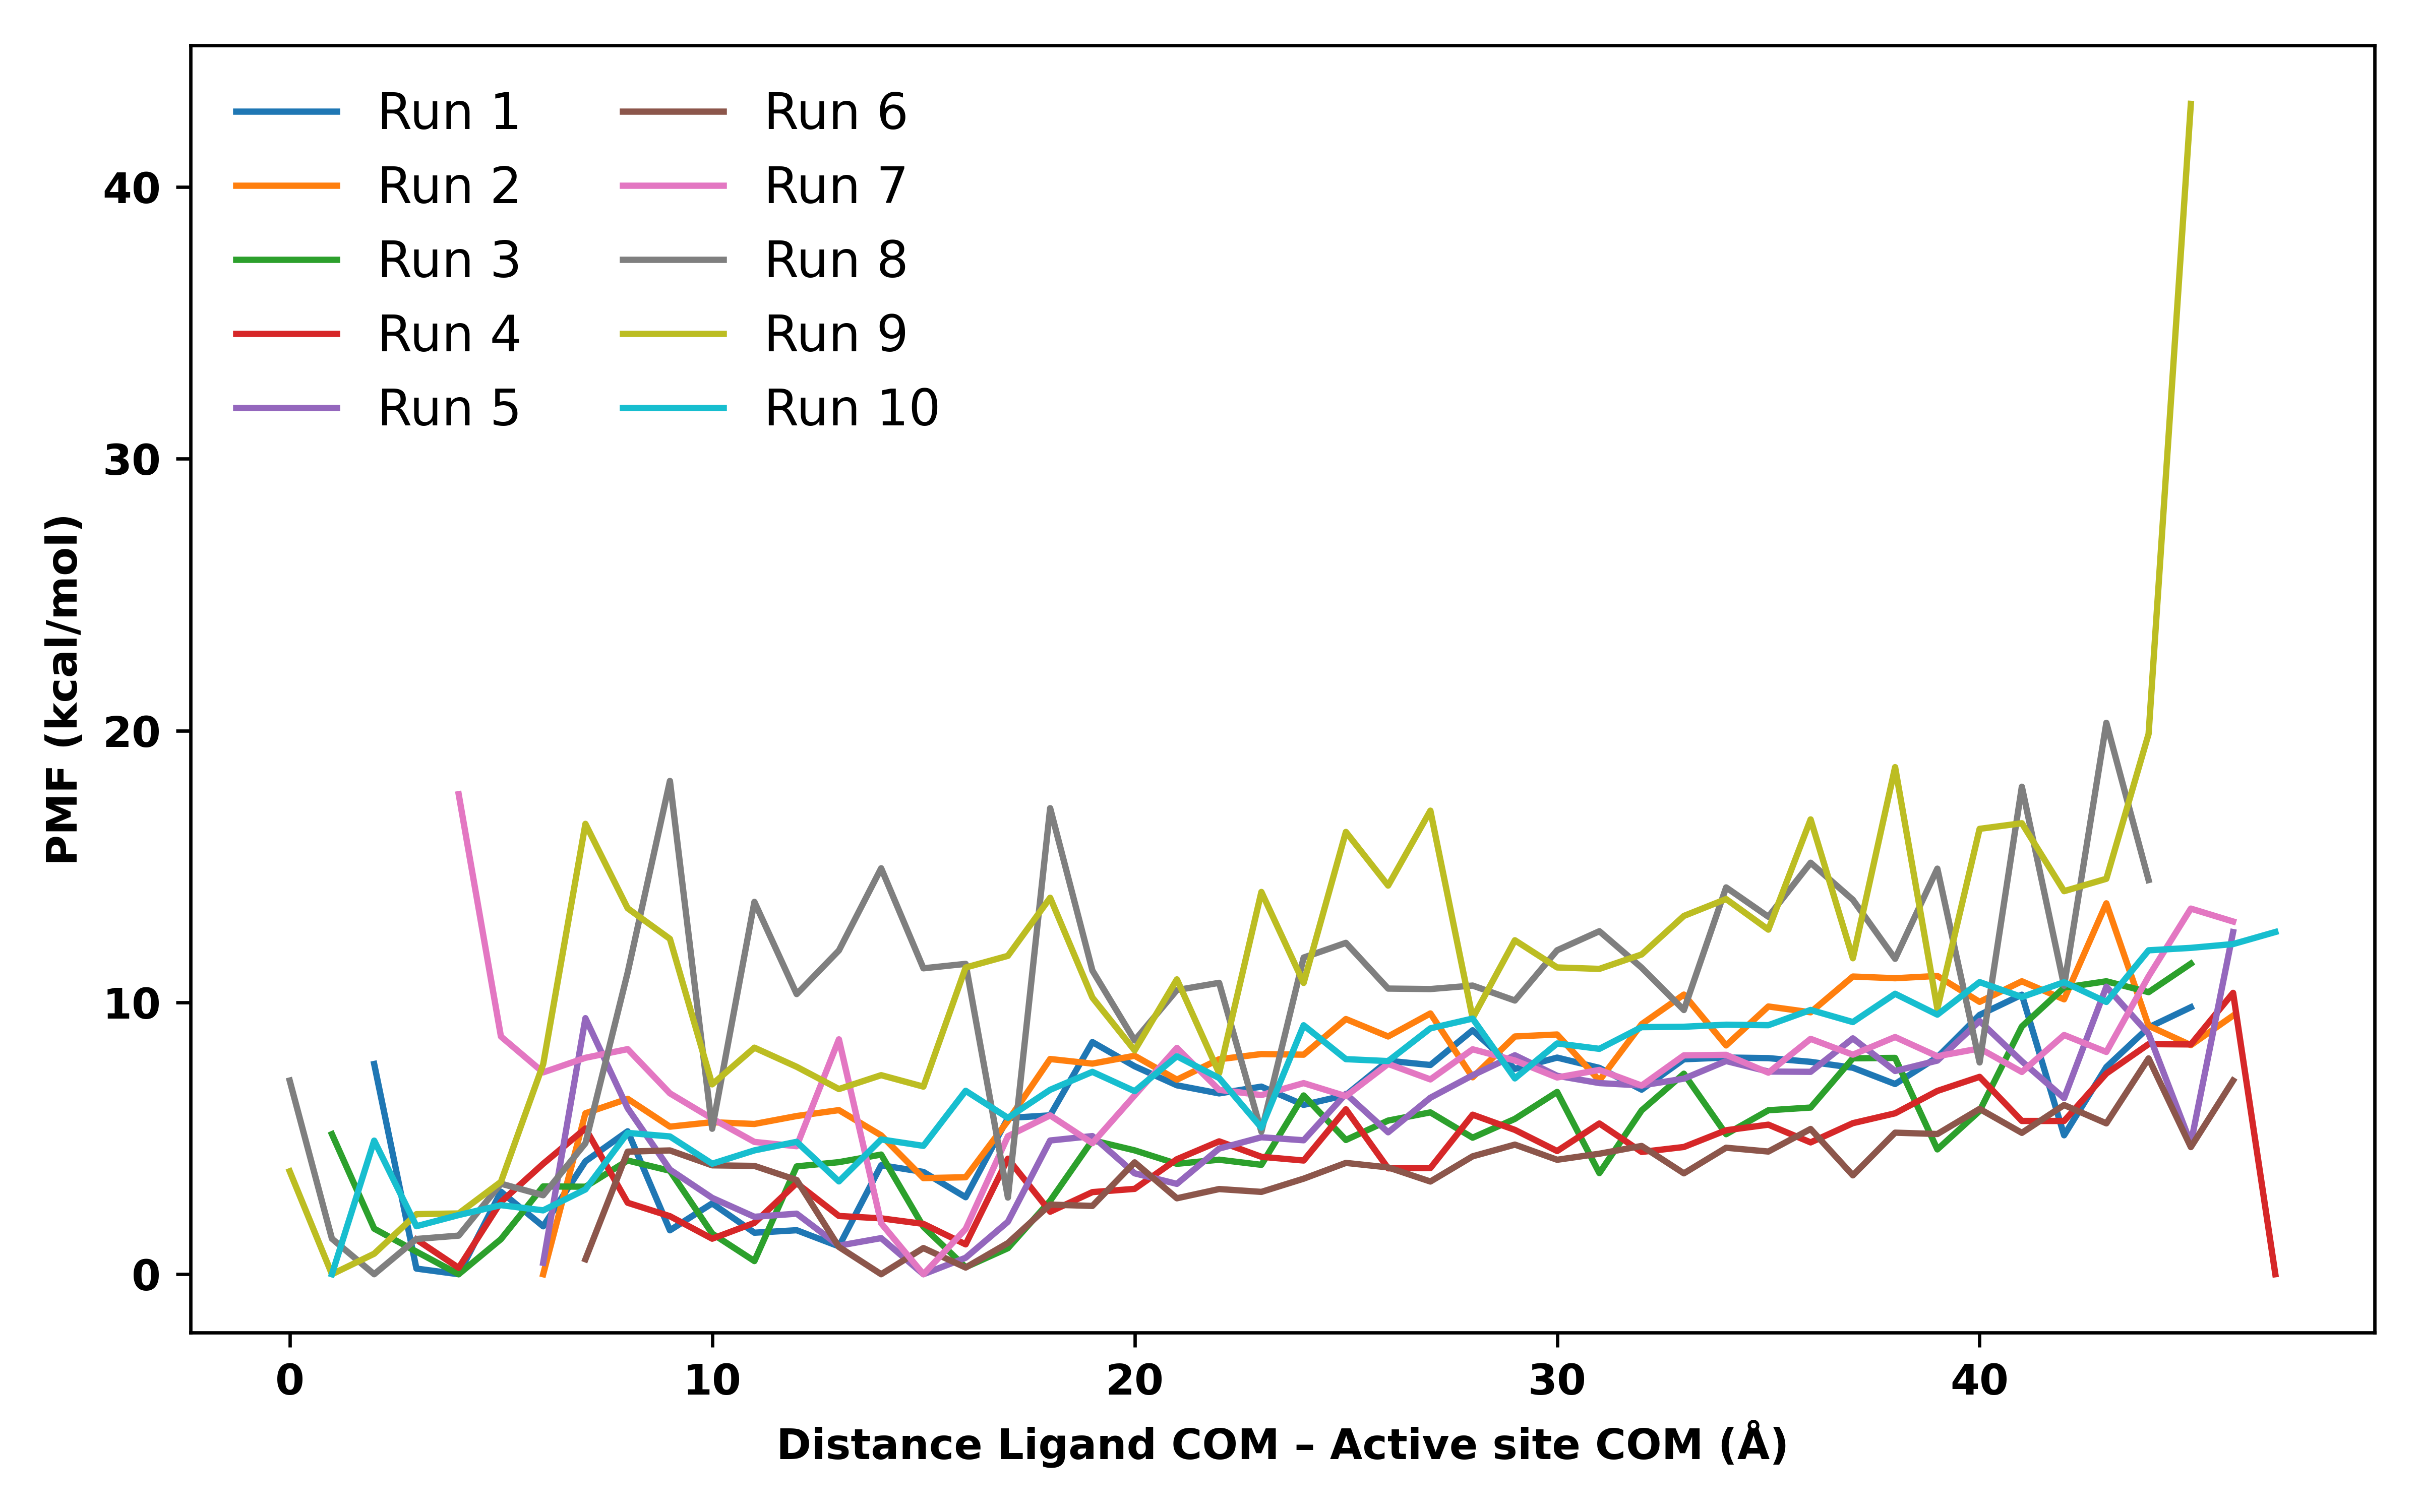 Run 1
Run 2
Run 3
Run 4
Run 5
Run 6
Run 7
Run 8
Run 9
Run 10
PMF (kcal/mol)
40
30
20
10
0
0 10 20 30 40
Distance Ligand COM – Active site COM (Å)